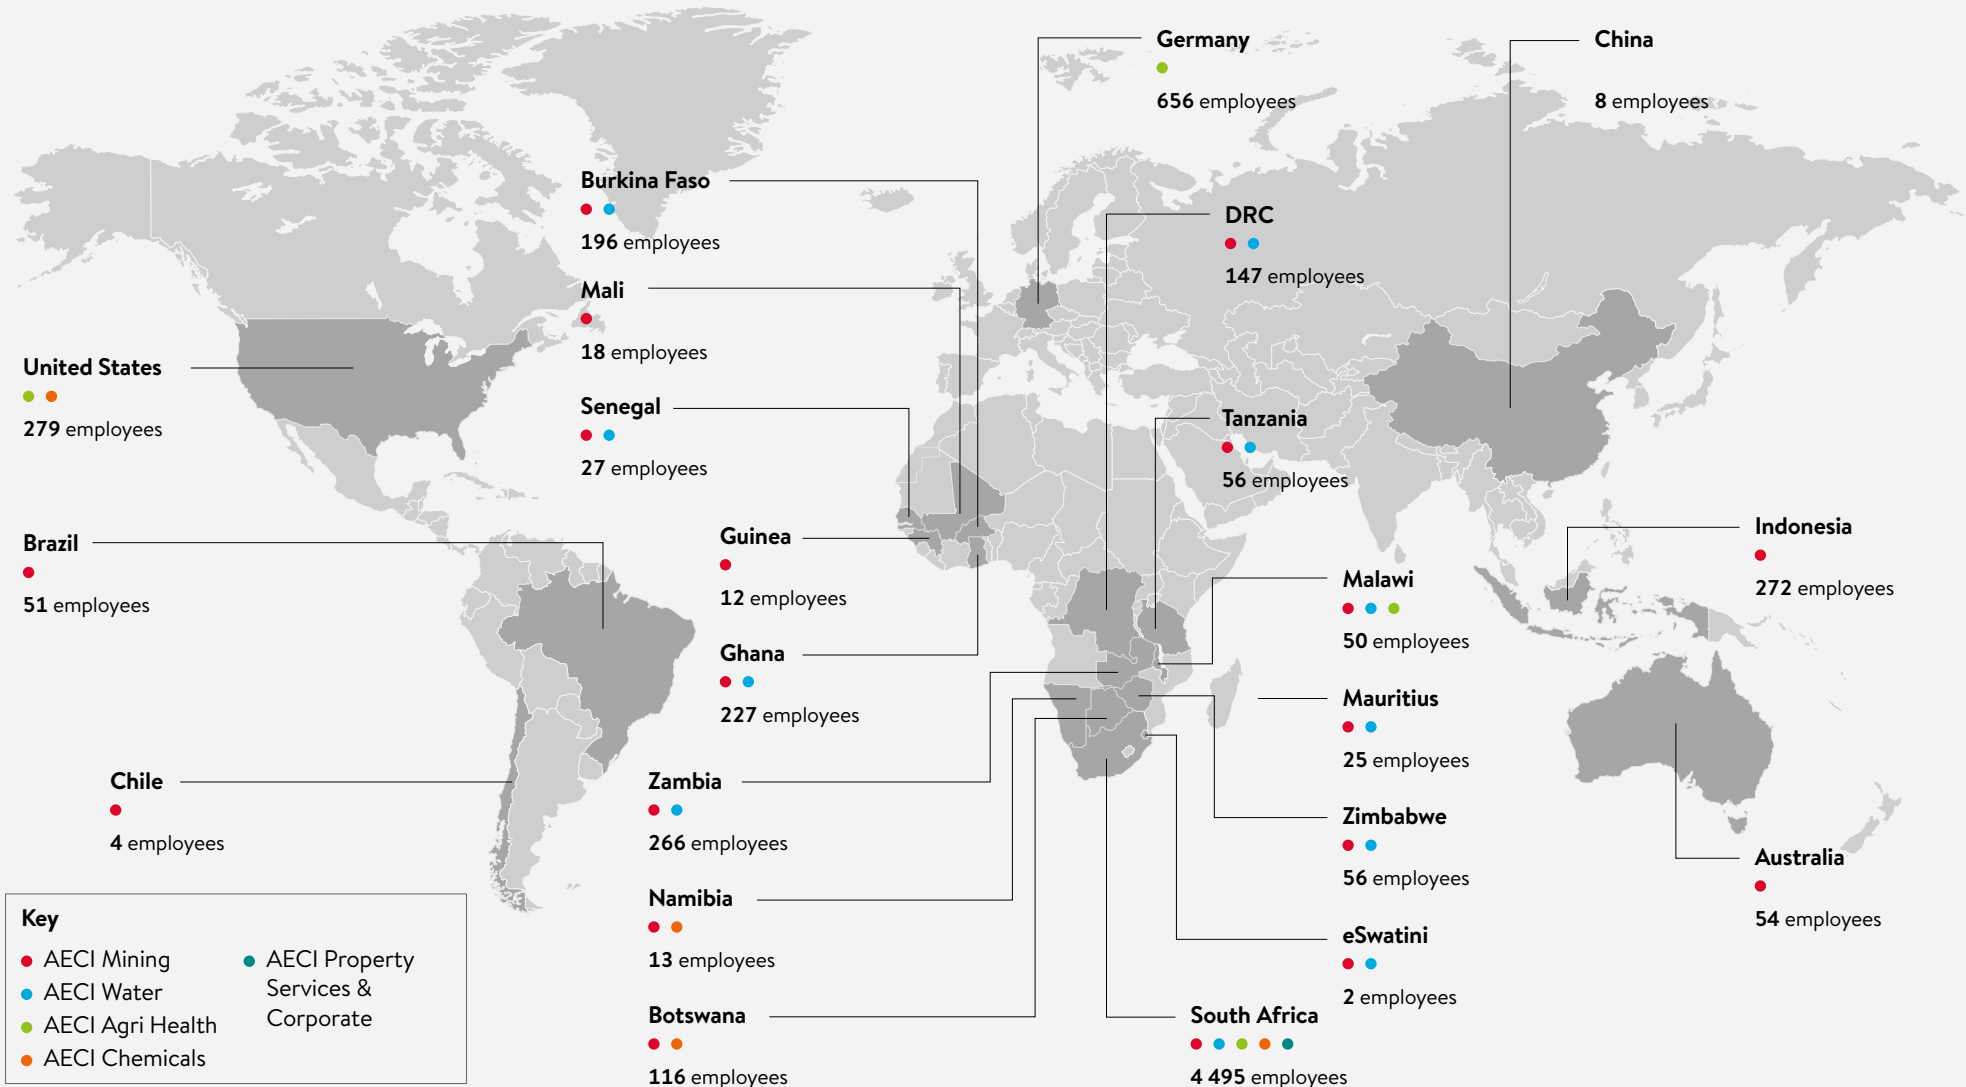 Germany
656 employees
China
8 employees
Burkina Faso
196 employees
DRC
147 employees
Mali
18 employees
United States
279 employees
Senegal
27 employees
Tanzania
56 employees
Brazil
51 employees
Guinea
12 employees
Indonesia
272 employees
Malawi
50 employees
Ghana
227 employees
Mauritius
25 employees
Chile
4 employees
Zambia
266 employees
Zimbabwe
56 employees
Australia
54 employees
Namibia
13 employees
eSwatini
2 employees
Botswana
116 employees
South Africa
4 495 employees
Key
AECI Mining
AECI Water
AECI Agri Health
AECI Chemicals
AECI Property
Services &
Corporate